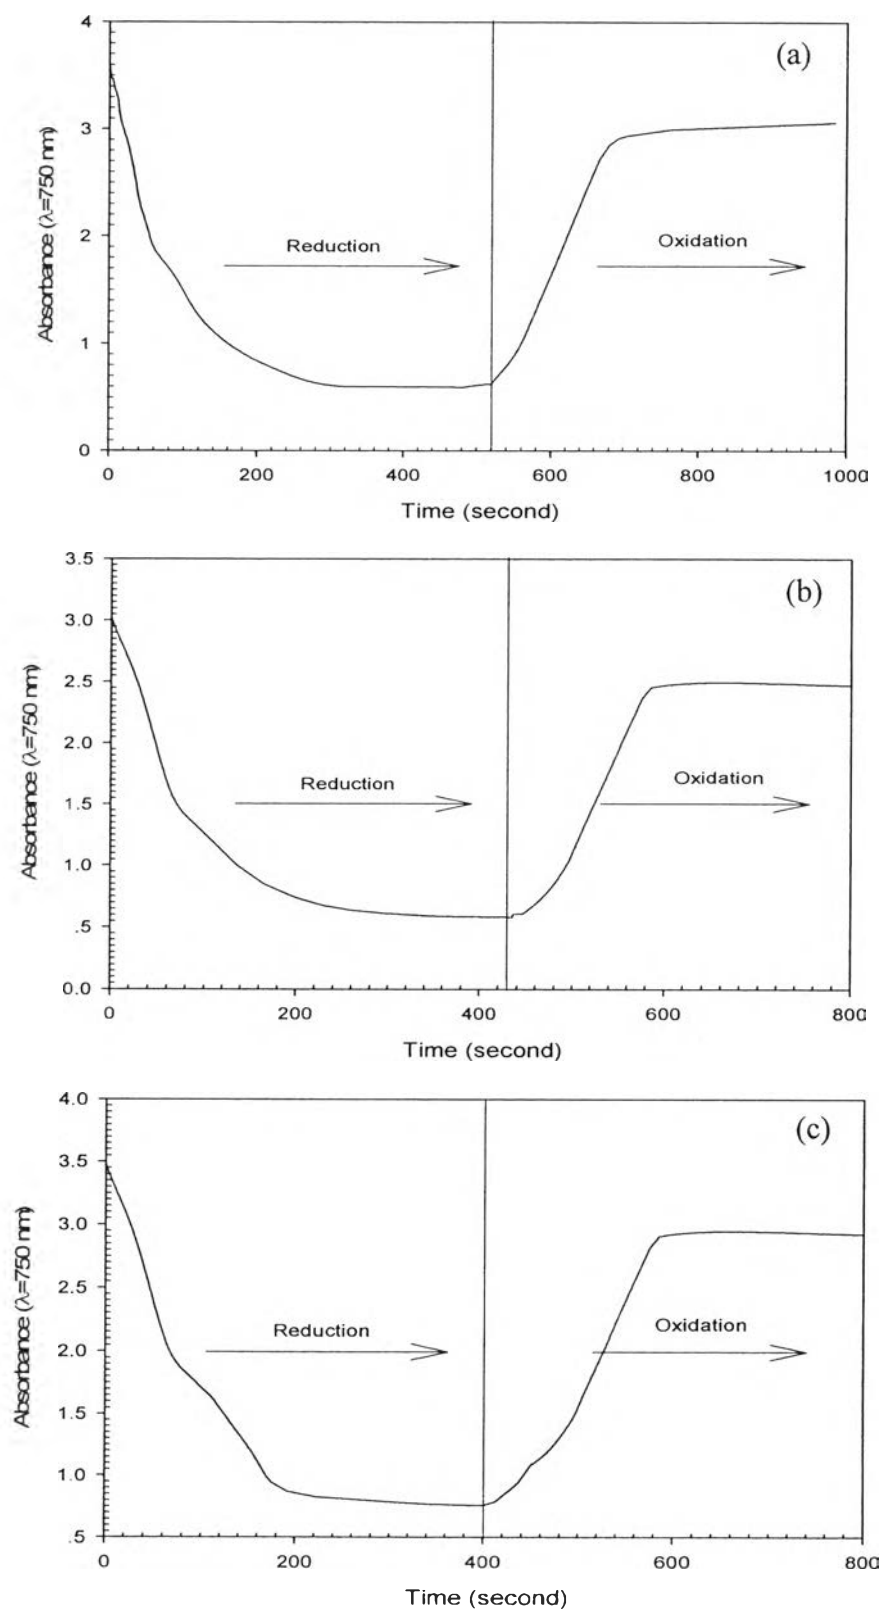 (a)
Absorbance (λ=750 nm)
4
3
2
1
0
Reduction
Oxidation
0 200 400 600 800 1000
Time (second)
(b)
Absorbance (λ=750 nm)
3.5
3.0
2.5
2.0
1.5
1.0
.5
0.0
Reduction
Oxidation
0 200 400 600 800
Time (second)
(c)
Absorbance (λ=750 nm)
4.0
3.5
3.0
2.5
2.0
1.5
1.0
.5
Reduction
Oxidation
0 200 400 600 800
Time (second)